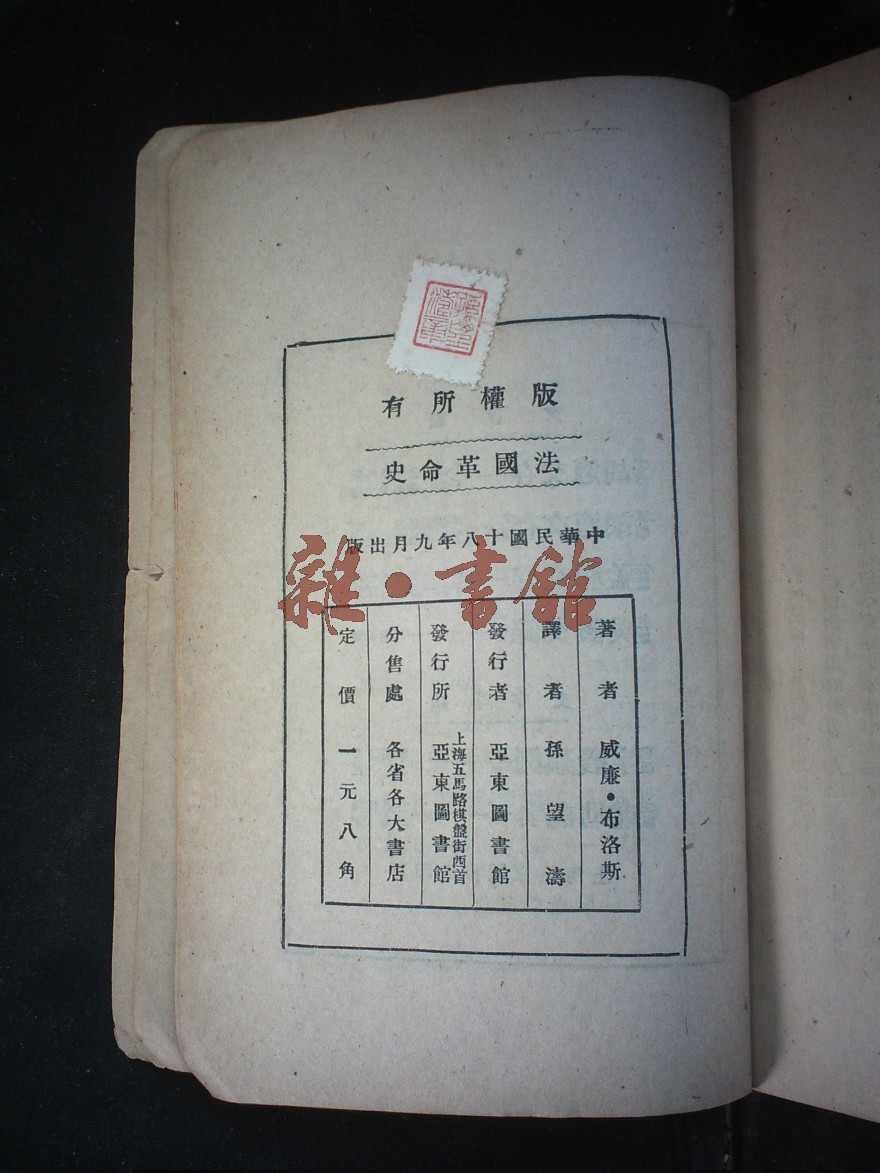 版權所有
法國革命史
中華民國十八年九月出版
著者 威廉•布洛斯
譯者 孫望濤
發行者 亞東圖書館
發行所 上海五馬路棋盤街西首 亞東圖書館
分售處 各省各大書店
定價 一元八角
雜•書館